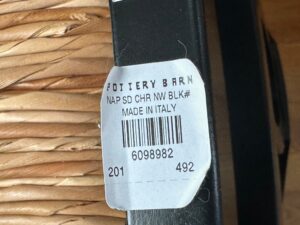 POTTERY BARN
NAP SD CHR NW BLK#
MADE IN ITALY
6098982
201 492